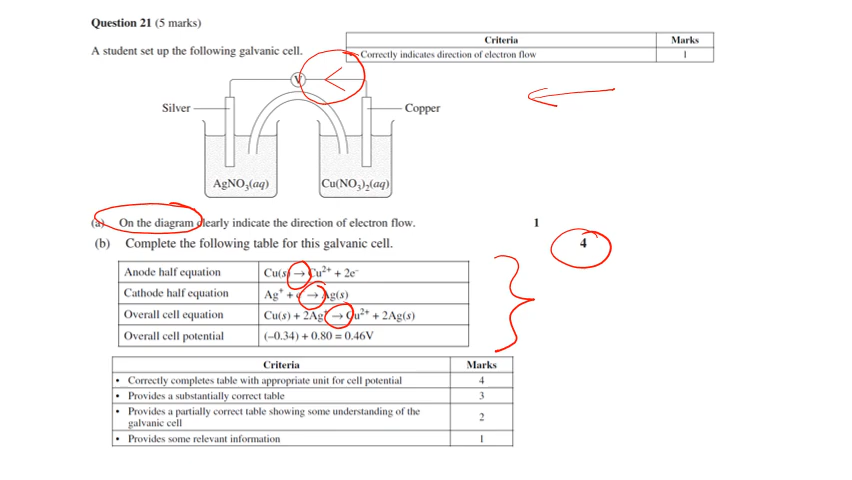 Question 21 (5 marks)
A student set up the following galvanic cell.
Criteria Marks
Correctly indicates direction of electron flow 1
V
Silver
Copper
AgNO₃(aq) Cu(NO₃)₂(aq)
(a) On the diagram clearly indicate the direction of electron flow. 1
(b) Complete the following table for this galvanic cell. 4
Anode half equation Cu(s) → Cu²⁺ + 2e⁻
Cathode half equation Ag⁺ + e → Ag(s)
Overall cell equation Cu(s) + 2Ag⁺ → Cu²⁺ + 2Ag(s)
Overall cell potential (–0.34) + 0.80 = 0.46V
Criteria Marks
• Correctly completes table with appropriate unit for cell potential 4
• Provides a substantially correct table 3
• Provides a partially correct table showing some understanding of the
galvanic cell 2
• Provides some relevant information 1